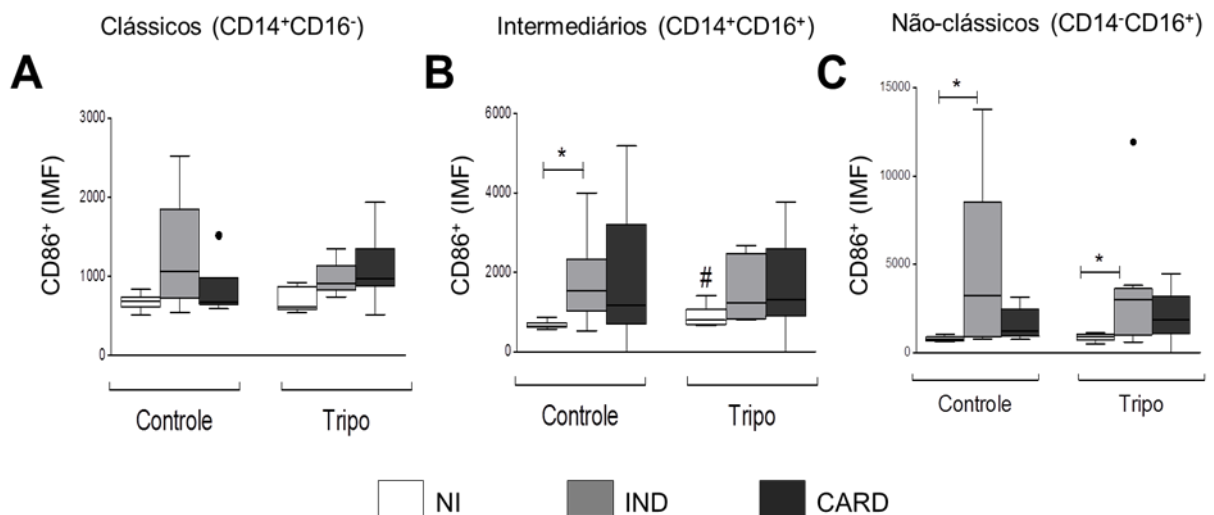 Clássicos (CD14⁺CD16⁻)
Intermediários (CD14⁺CD16⁺)
Não-clássicos (CD14⁻CD16⁺)
A
CD86⁺ (IMF)
3000
2000
1000
0
Controle
Tripo
B
CD86⁺ (IMF)
6000
4000
2000
0
*
#
Controle
Tripo
C
CD86⁺ (IMF)
15000
10000
5000
0
*
*
Controle
Tripo
NI
IND
CARD